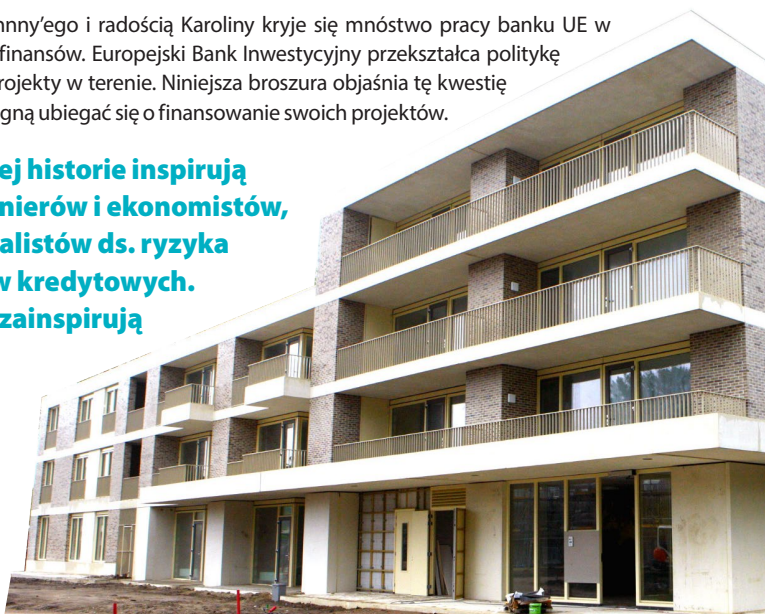 hnny'ego i radością Karoliny kryje się mnóstwo pracy banku UE w
finansów. Europejski Bank Inwestycyjny przekształca politykę
rojekty w terenie. Niniejsza broszura objaśnia tę kwestię
gną ubiegać się o finansowanie swoich projektów.
ej historie inspirują
nierów i ekonomistów,
alistów ds. ryzyka
w kredytowych.
zainspirują